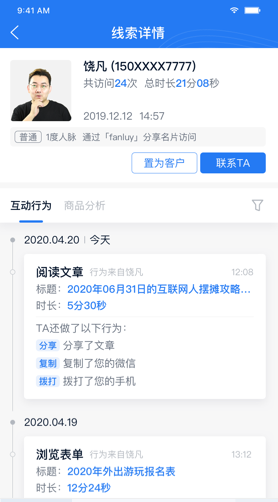 9:41 AM
线索详情
饶凡 (150XXXX7777)
共访问24次 总时长21分08秒
2019.12.12 14:57
普通 1度人脉 通过「fanluy」分享名片访问
置为客户 联系TA
互动行为 商品分析
2020.04.20 | 今天
阅读文章 行为来自饶凡 12:08
标题：2020年06月31日的互联网人摆摊攻略...
时长：5分30秒
TA还做了以下行为：
分享 分享了文章
复制 复制了您的微信
拨打 拨打了您的手机
2020.04.19
浏览表单 行为来自饶凡 13:12
标题：2020年外出游玩报名表
时长：12分24秒